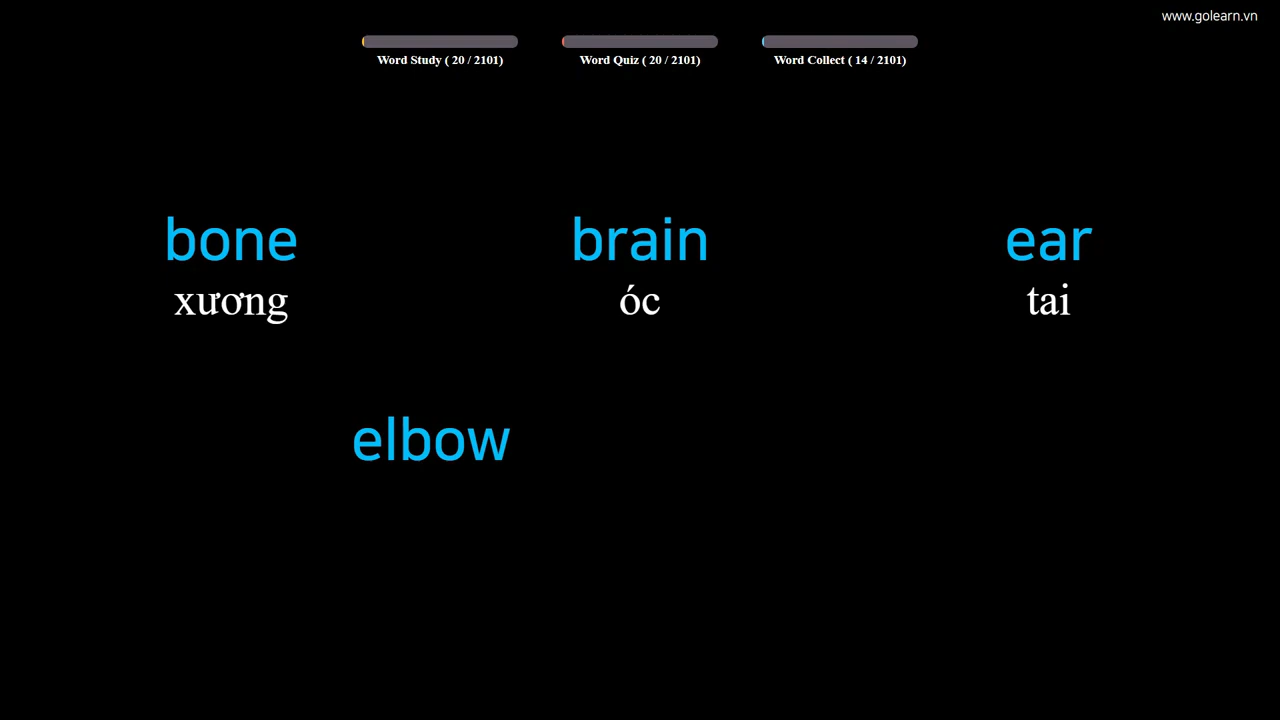 www.golearn.vn
Word Study ( 20 / 2101) Word Quiz ( 20 / 2101) Word Collect ( 14 / 2101)
bone brain ear
xương óc tai
elbow